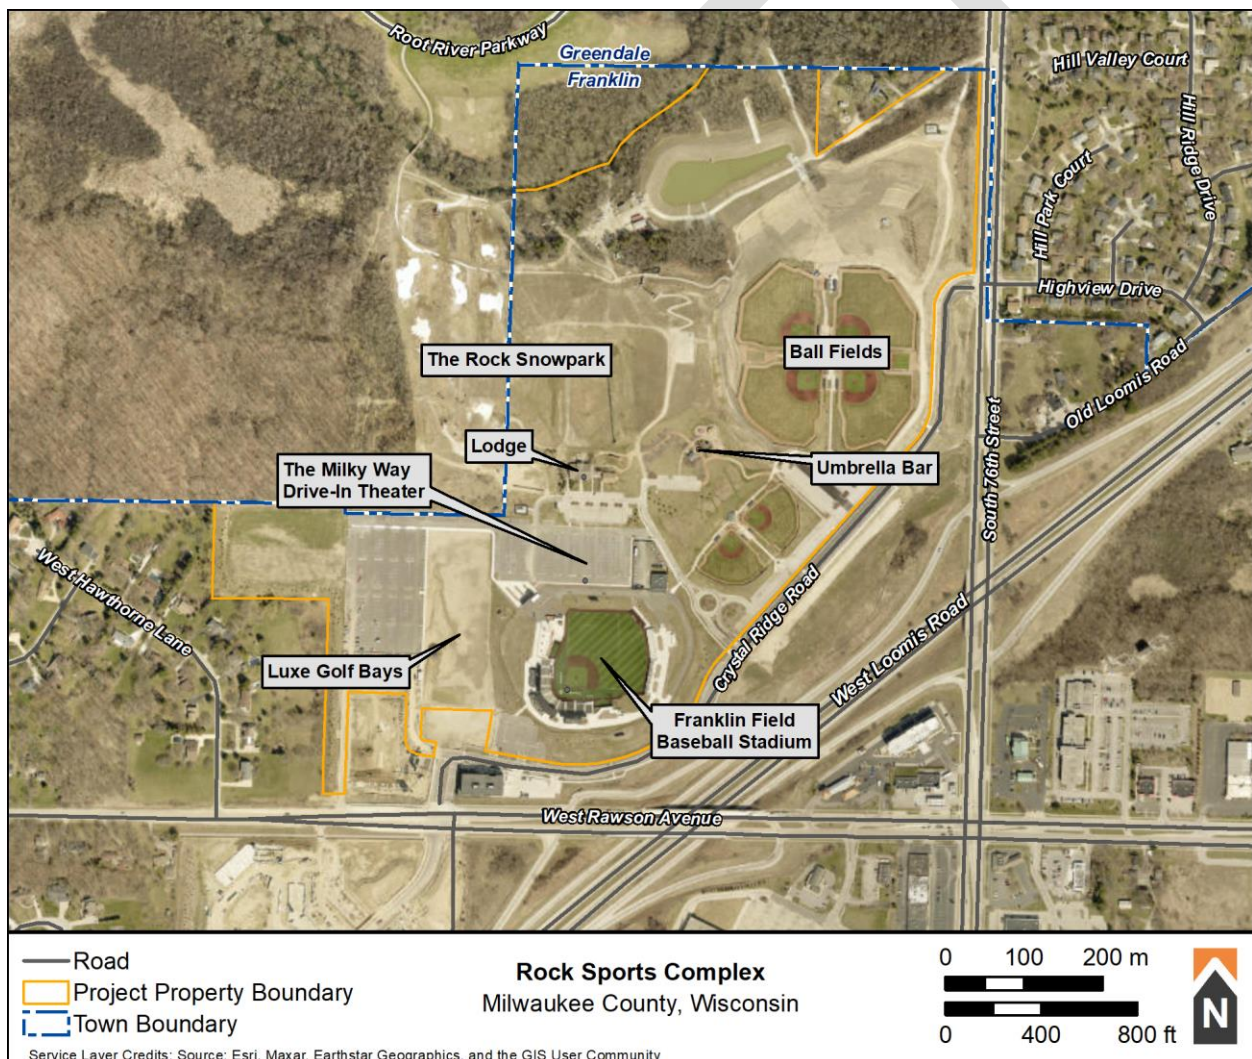 Root River Parkway
Greendale
Franklin
Hill Valley Court
Hill Ridge Drive
Hill Park Court
Highview Drive
The Rock Snowpark
Ball Fields
Old Loomis Road
Lodge
Umbrella Bar
The Milky Way
Drive-In Theater
South 76th Street
West Hawthorne Lane
Crystal Ridge Road
West Loomis Road
Luxe Golf Bays
Franklin Field
Baseball Stadium
West Rawson Avenue
Road
Project Property Boundary
Town Boundary
Rock Sports Complex
Milwaukee County, Wisconsin
0 100 200 m
0 400 800 ft
N
Service Layer Credits: Source: Esri, Maxar, Earthstar Geographics, and the GIS User Community